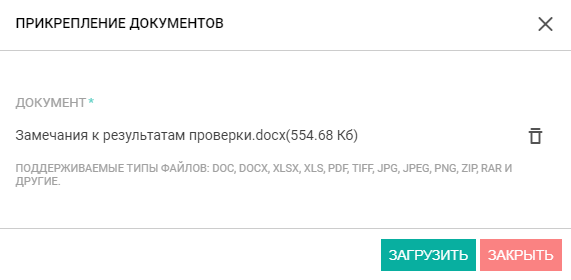 ПРИКРЕПЛЕНИЕ ДОКУМЕНТОВ
ДОКУМЕНТ *
Замечания к результатам проверки.docx(554.68 Кб)
ПОДДЕРЖИВАЕМЫЕ ТИПЫ ФАЙЛОВ: DOC, DOCX, XLSX, XLS, PDF, TIFF, JPG, JPEG, PNG, ZIP, RAR И
ДРУГИЕ.
ЗАГРУЗИТЬ ЗАКРЫТЬ